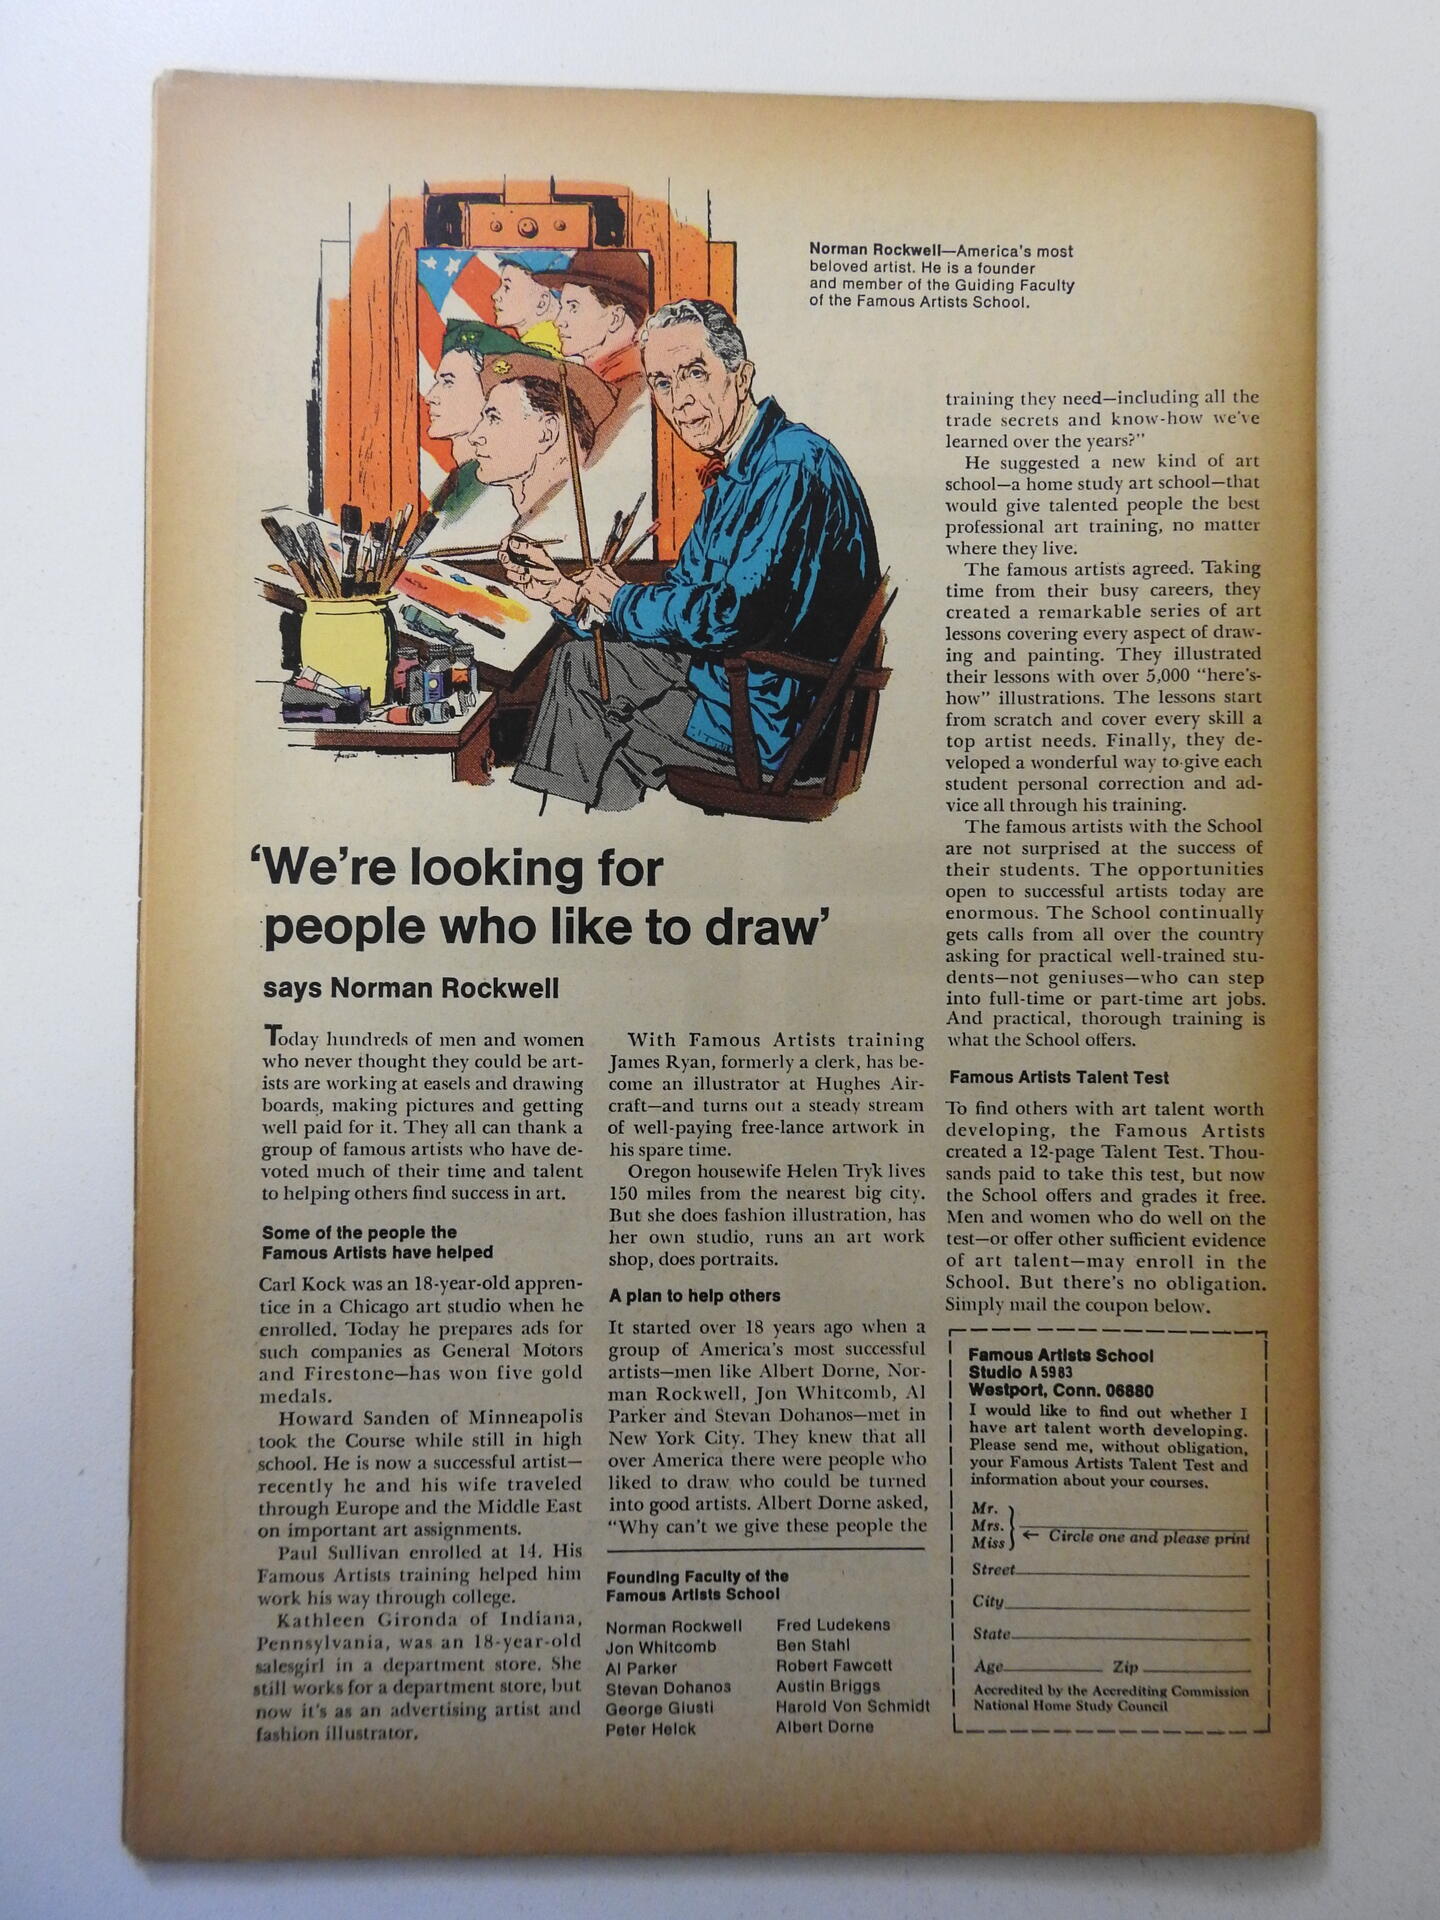 Norman Rockwell—America's most
beloved artist. He is a founder
and member of the Guiding Faculty
of the Famous Artists School.
'We're looking for
people who like to draw'
says Norman Rockwell
Today hundreds of men and women
who never thought they could be art-
ists are working at easels and drawing
boards, making pictures and getting
well paid for it. They all can thank a
group of famous artists who have de-
voted much of their time and talent
to helping others find success in art.
Some of the people the
Famous Artists have helped
Carl Kock was an 18-year-old appren-
tice in a Chicago art studio when he
enrolled. Today he prepares ads for
such companies as General Motors
and Firestone—has won five gold
medals.
Howard Sanden of Minneapolis
took the Course while still in high
school. He is now a successful artist—
recently he and his wife traveled
through Europe and the Middle East
on important art assignments.
Paul Sullivan enrolled at 14. His
Famous Artists training helped him
work his way through college.
Kathleen Gironda of Indiana,
Pennsylvania, was an 18-year-old
salesgirl in a department store. She
still works for a department store, but
now it's as an advertising artist and
fashion illustrator.
With Famous Artists training
James Ryan, formerly a clerk, has be-
come an illustrator at Hughes Air-
craft—and turns out a steady stream
of well-paying free-lance artwork in
his spare time.
Oregon housewife Helen Tryk lives
150 miles from the nearest big city.
But she does fashion illustration, has
her own studio, runs an art work
shop, does portraits.
A plan to help others
It started over 18 years ago when a
group of America's most successful
artists—men like Albert Dorne, Nor-
man Rockwell, Jon Whitcomb, Al
Parker and Stevan Dohanos—met in
New York City. They knew that all
over America there were people who
liked to draw who could be turned
into good artists. Albert Dorne asked,
"Why can't we give these people the
Founding Faculty of the
Famous Artists School
Norman Rockwell
Jon Whitcomb
Al Parker
Stevan Dohanos
George Giusti
Peter Helck
Fred Ludekens
Ben Stahl
Robert Fawcett
Austin Briggs
Harold Von Schmidt
Albert Dorne
training they need—including all the
trade secrets and know-how we've
learned over the years?"
He suggested a new kind of art
school—a home study art school—that
would give talented people the best
professional art training, no matter
where they live.
The famous artists agreed. Taking
time from their busy careers, they
created a remarkable series of art
lessons covering every aspect of draw-
ing and painting. They illustrated
their lessons with over 5,000 "here's-
how" illustrations. The lessons start
from scratch and cover every skill a
top artist needs. Finally, they de-
veloped a wonderful way to give each
student personal correction and ad-
vice all through his training.
The famous artists with the School
are not surprised at the success of
their students. The opportunities
open to successful artists today are
enormous. The School continually
gets calls from all over the country
asking for practical well-trained stu-
dents—not geniuses—who can step
into full-time or part-time art jobs.
And practical, thorough training is
what the School offers.
Famous Artists Talent Test
To find others with art talent worth
developing, the Famous Artists
created a 12-page Talent Test. Thou-
sands paid to take this test, but now
the School offers and grades it free.
Men and women who do well on the
test—or offer other sufficient evidence
of art talent—may enroll in the
School. But there's no obligation.
Simply mail the coupon below.
Famous Artists School
Studio A5983
Westport, Conn. 06880
I would like to find out whether I
have art talent worth developing.
Please send me, without obligation,
your Famous Artists Talent Test and
information about your courses.
Mr.
Mrs.
Miss
← Circle one and please print
Street
City
State
Age Zip
Accredited by the Accrediting Commission
National Home Study Council